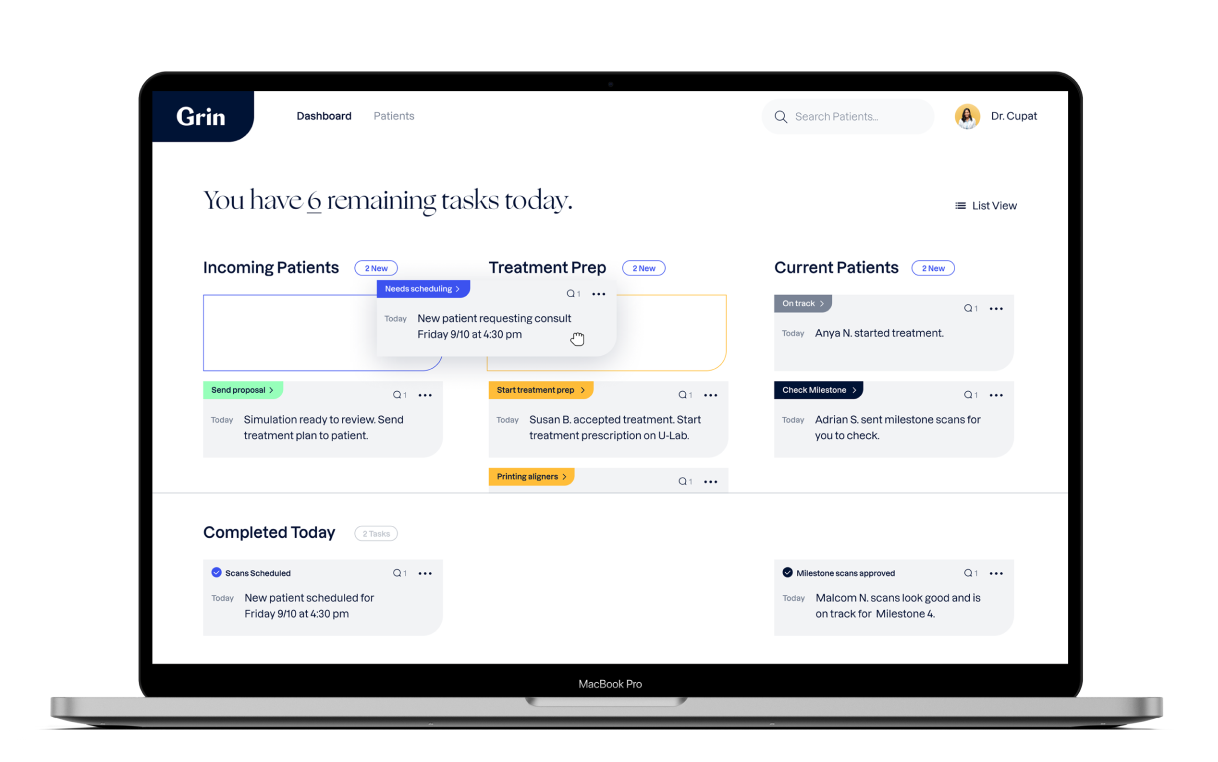 Grin
Dashboard
Patients
Search Patients...
Dr. Cupat
You have 6 remaining tasks today.
List View
Incoming Patients
2 New
Treatment Prep
2 New
Current Patients
2 New
Needs scheduling >
1
Today
New patient requesting consult
Friday 9/10 at 4:30 pm
On track >
1
Today
Anya N. started treatment.
Send proposal >
1
Today
Simulation ready to review. Send
treatment plan to patient.
Start treatment prep >
1
Today
Susan B. accepted treatment. Start
treatment prescription on U-Lab.
Check Milestone >
1
Today
Adrian S. sent milestone scans for
you to check.
Printing aligners >
1
Completed Today
2 Tasks
Scans Scheduled
1
Today
New patient scheduled for
Friday 9/10 at 4:30 pm
Milestone scans approved
1
Today
Malcom N. scans look good and is
on track for Milestone 4.
MacBook Pro